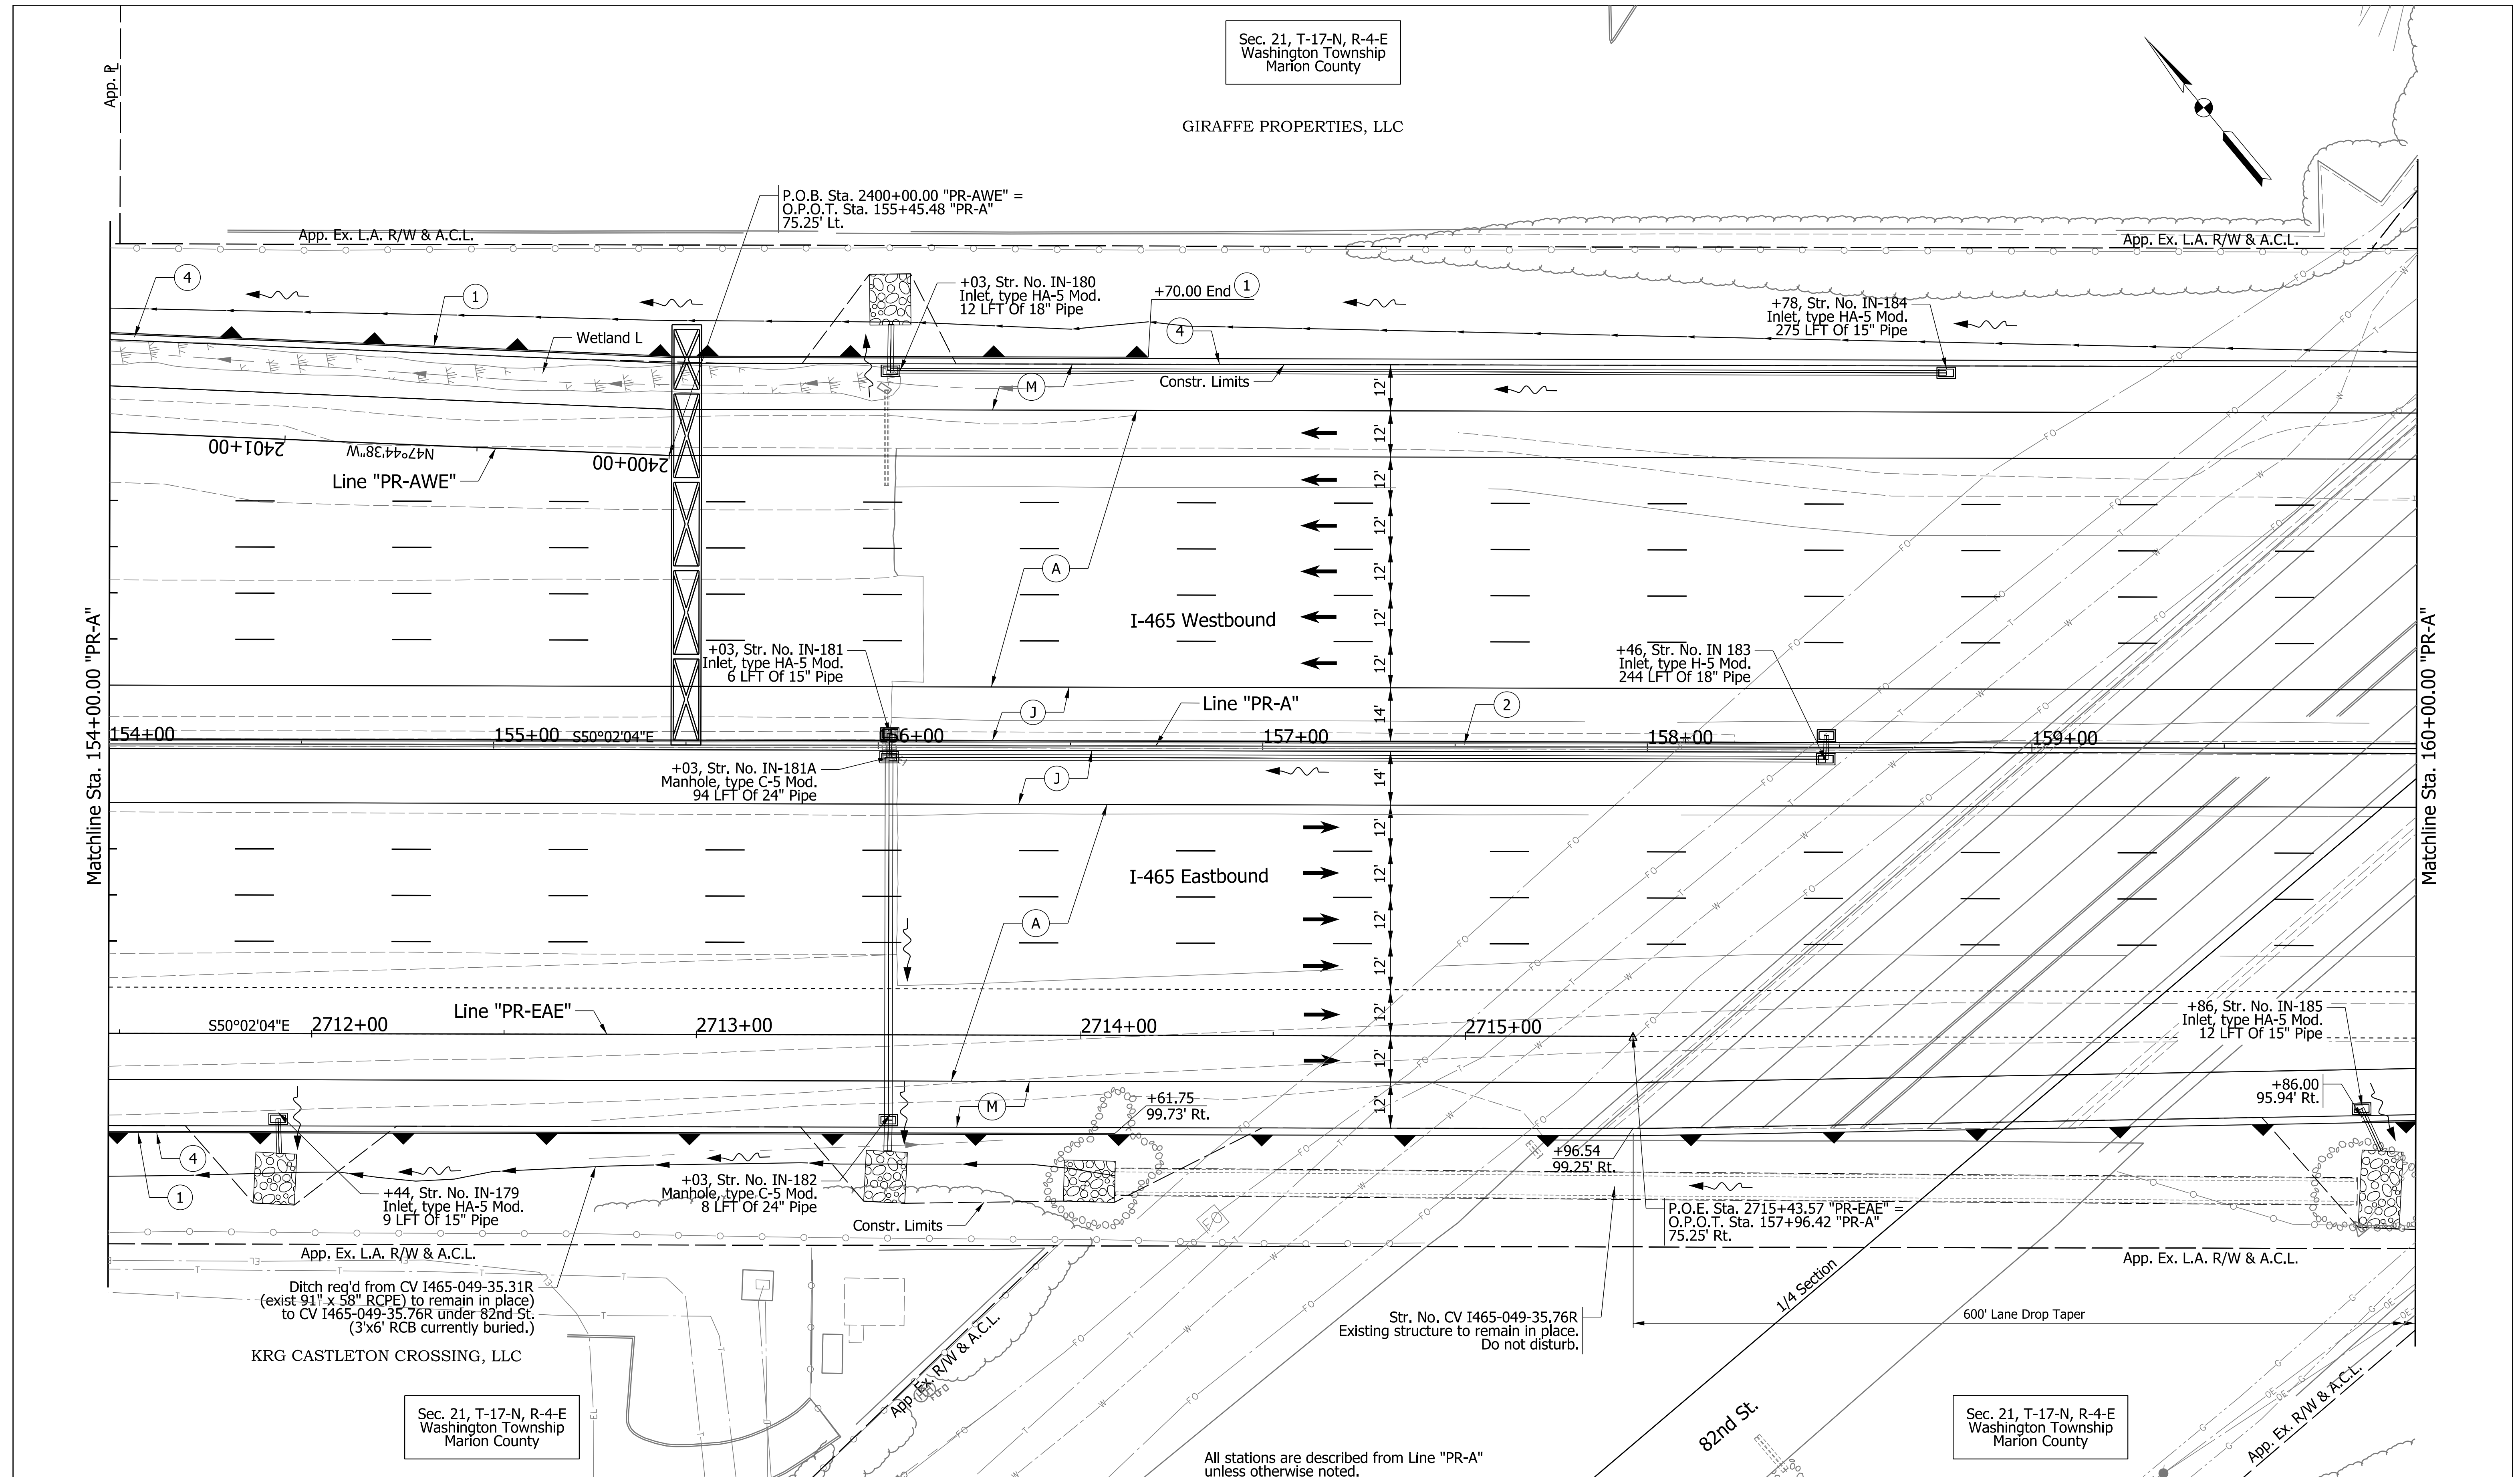 Sec. 21, T-17-N, R-4-E
Washington Township
Marion County
GIRAFFE PROPERTIES, LLC
App. PL
P.O.B. Sta. 2400+00.00 "PR-AWE" =
O.P.O.T. Sta. 155+45.48 "PR-A"
75.25' Lt.
App. Ex. L.A. R/W & A.C.L.
App. Ex. L.A. R/W & A.C.L.
4
1
+03, Str. No. IN-180
Inlet, type HA-5 Mod.
12 LFT Of 18" Pipe
+70.00 End 1
4
+78, Str. No. IN-184
Inlet, type HA-5 Mod.
275 LFT Of 15" Pipe
Wetland L
M
Constr. Limits
12'
12'
12'
12'
12'
12'
12'
14'
14'
12'
12'
12'
12'
12'
12'
12'
2401+00
N47°44'38"W
2400+00
Line "PR-AWE"
A
I-465 Westbound
+03, Str. No. IN-181
Inlet, type HA-5 Mod.
6 LFT Of 15" Pipe
+46, Str. No. IN 183
Inlet, type H-5 Mod.
244 LFT Of 18" Pipe
Matchline Sta. 154+00.00 "PR-A"
Matchline Sta. 160+00.00 "PR-A"
J
Line "PR-A"
2
154+00
155+00
S50°02'04"E
156+00
157+00
158+00
159+00
+03, Str. No. IN-181A
Manhole, type C-5 Mod.
94 LFT Of 24" Pipe
J
I-465 Eastbound
A
Line "PR-EAE"
S50°02'04"E
2712+00
2713+00
2714+00
2715+00
+86, Str. No. IN-185
Inlet, type HA-5 Mod.
12 LFT Of 15" Pipe
M
+61.75
99.73' Rt.
+86.00
95.94' Rt.
4
1
+96.54
99.25' Rt.
+44, Str. No. IN-179
Inlet, type HA-5 Mod.
9 LFT Of 15" Pipe
+03, Str. No. IN-182
Manhole, type C-5 Mod.
8 LFT Of 24" Pipe
Constr. Limits
P.O.E. Sta. 2715+43.57 "PR-EAE" =
O.P.O.T. Sta. 157+96.42 "PR-A"
75.25' Rt.
App. Ex. L.A. R/W & A.C.L.
App. Ex. L.A. R/W & A.C.L.
Ditch req'd from CV I465-049-35.31R
(exist 91" x 58" RCPE) to remain in place)
to CV I465-049-35.76R under 82nd St.
(3'x6' RCB currently buried.)
KRG CASTLETON CROSSING, LLC
1/4 Section
Str. No. CV I465-049-35.76R
Existing structure to remain in place.
Do not disturb.
600' Lane Drop Taper
App. Ex. R/W & A.C.L.
App. Ex. R/W & A.C.L.
82nd St.
Sec. 21, T-17-N, R-4-E
Washington Township
Marion County
Sec. 21, T-17-N, R-4-E
Washington Township
Marion County
All stations are described from Line "PR-A"
unless otherwise noted.